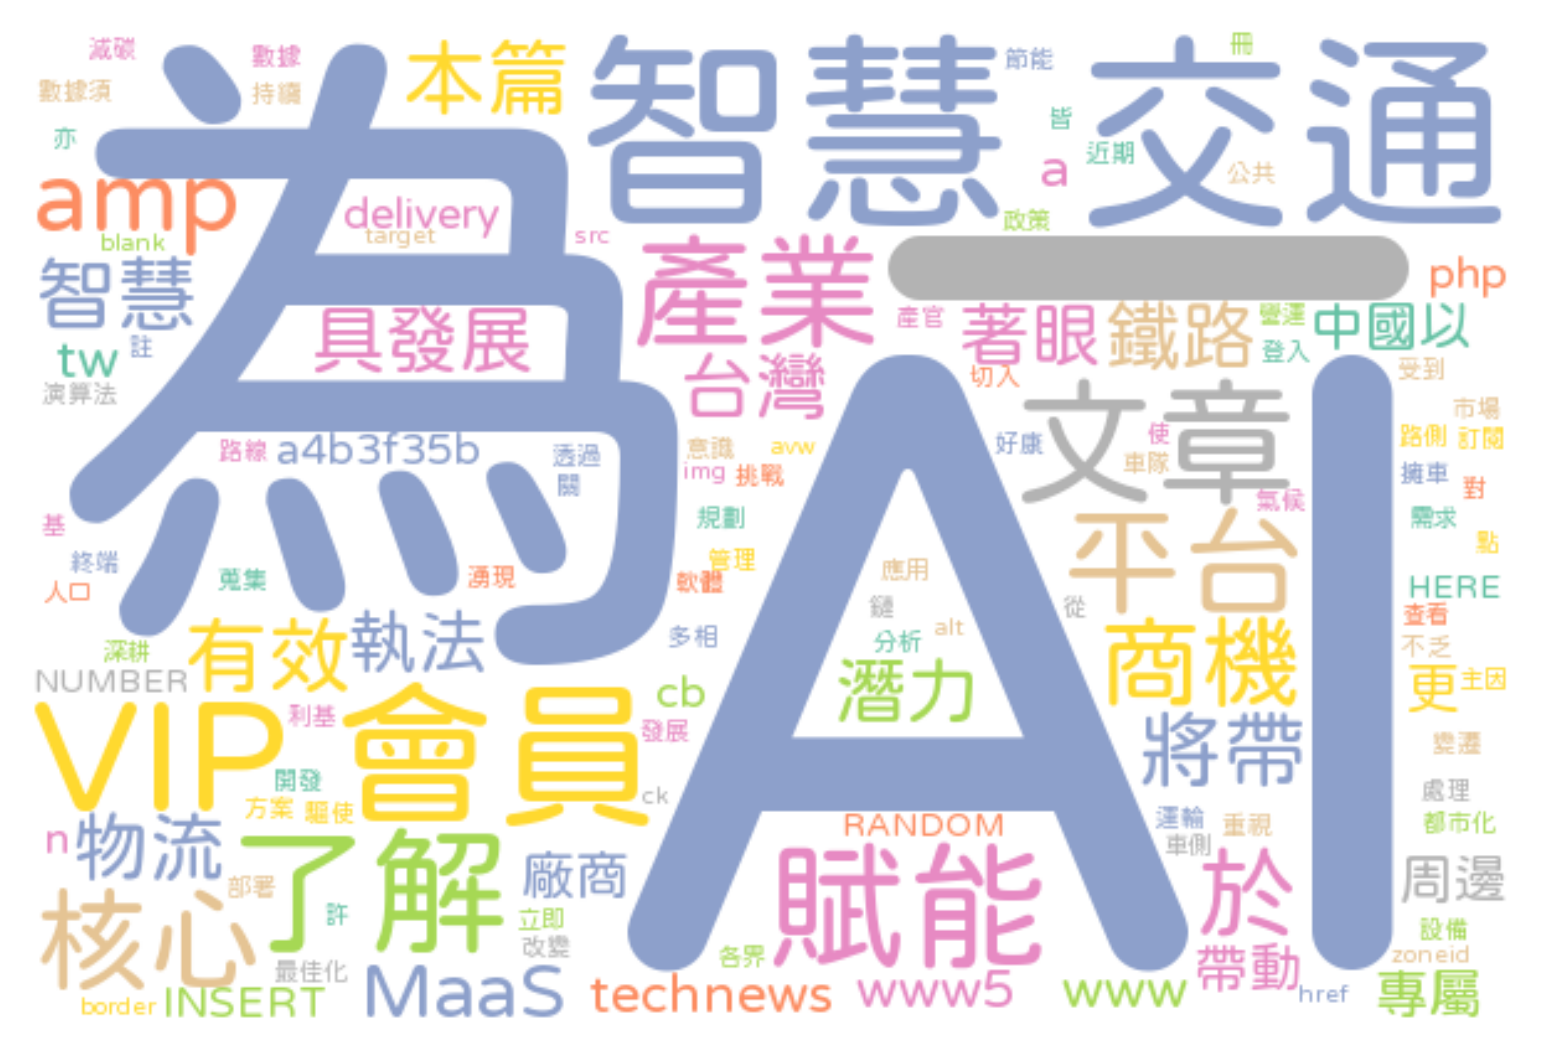 減碳 數據 本篇 智慧 交通 節能 冊
數據須 持續
亦 為 皆 近期 公共
amp delivery a
blank target src 政策
智慧 產業 一 php
具發展 產官 著眼 鐵路 營運 中國以
tw 註 台灣 切入 登入 受到
演算法 AI 文章 市場
路線 a4b3f35b 透過 意識 avw 好康 使 路側 訂閱
關 img 挑戰 車隊 擁車 對
基 規劃 氣候 需求
終端 管理 平台 點
人口 蒐集 湧現 軟體 應用 HERE
鏈 從 查看
深耕 有效 執法 多相 分析 alt 商機 不乏
NUMBER cb 潛力 更 主因
VIP 利基 會員 發展 將帶 變遷
開發 處理
方案 驅使 ck
n 物流 RANDOM 運輸 重視 都市化
了解 廠商 賦能 車側 於 周邊
核心 部署 許 立即 設備
最佳化 改變 各界 帶動 zoneid
border INSERT MaaS technews www5 www href 專屬